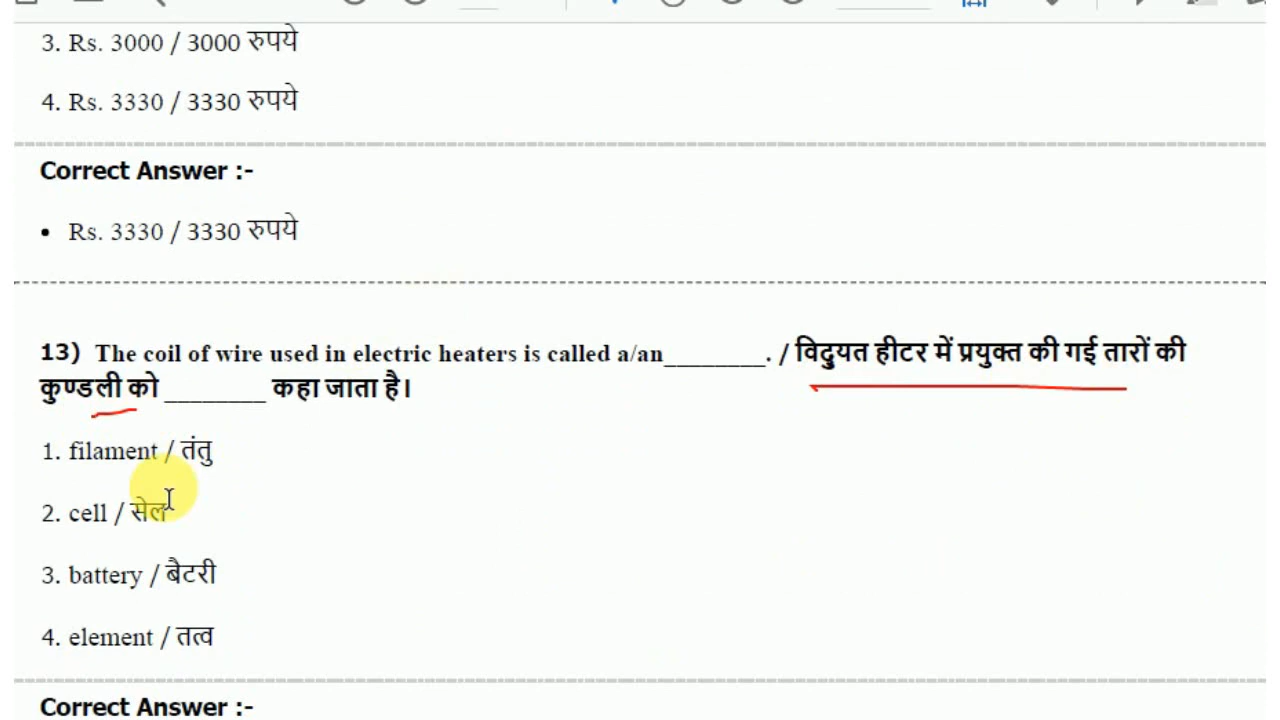 3. Rs. 3000 / 3000 रुपये
4. Rs. 3330 / 3330 रुपये
Correct Answer :-
• Rs. 3330 / 3330 रुपये
13) The coil of wire used in electric heaters is called a/an________. / विद्युयत हीटर में प्रयुक्त की गई तारों की
कुण्डली को ________ कहा जाता है।
1. filament / तंतु
2. cell / सेल
3. battery / बैटरी
4. element / तत्व
Correct Answer :-